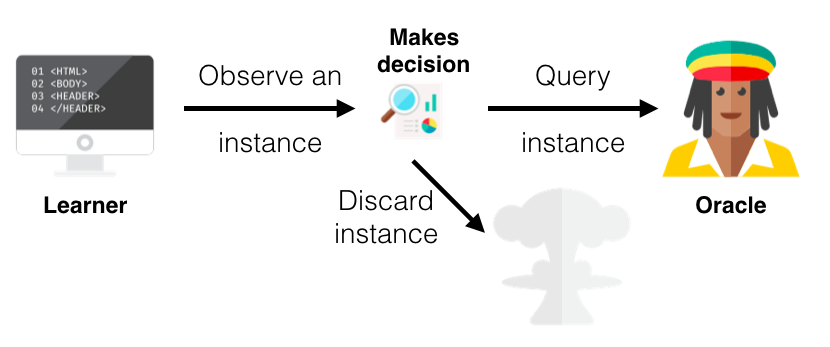 01 <HTML>
02 <BODY>
03 <HEADER>
04 </HEADER>
Learner
Observe an
instance
Makes
decision
Query
instance
Discard
instance
Oracle